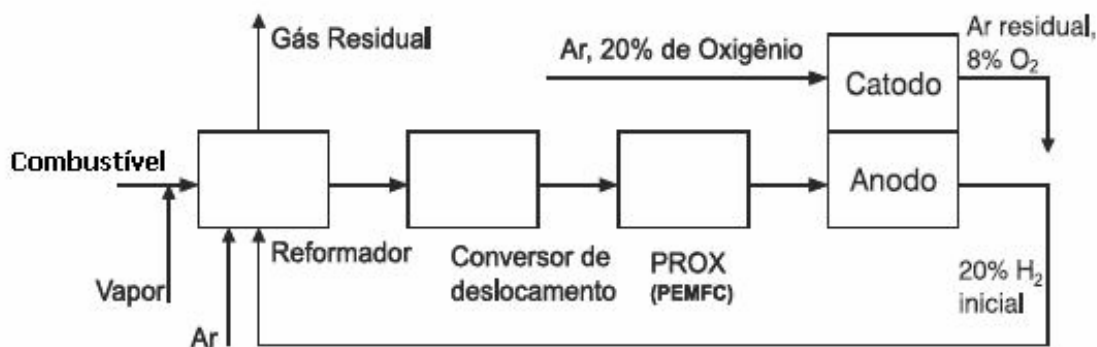 Gás Residual
Ar, 20% de Oxigênio
Ar residual,
8% O₂
Catodo
Combustível
Anodo
Reformador
Conversor de
deslocamento
PROX
(PEMFC)
20% H₂
inicial
Vapor
Ar